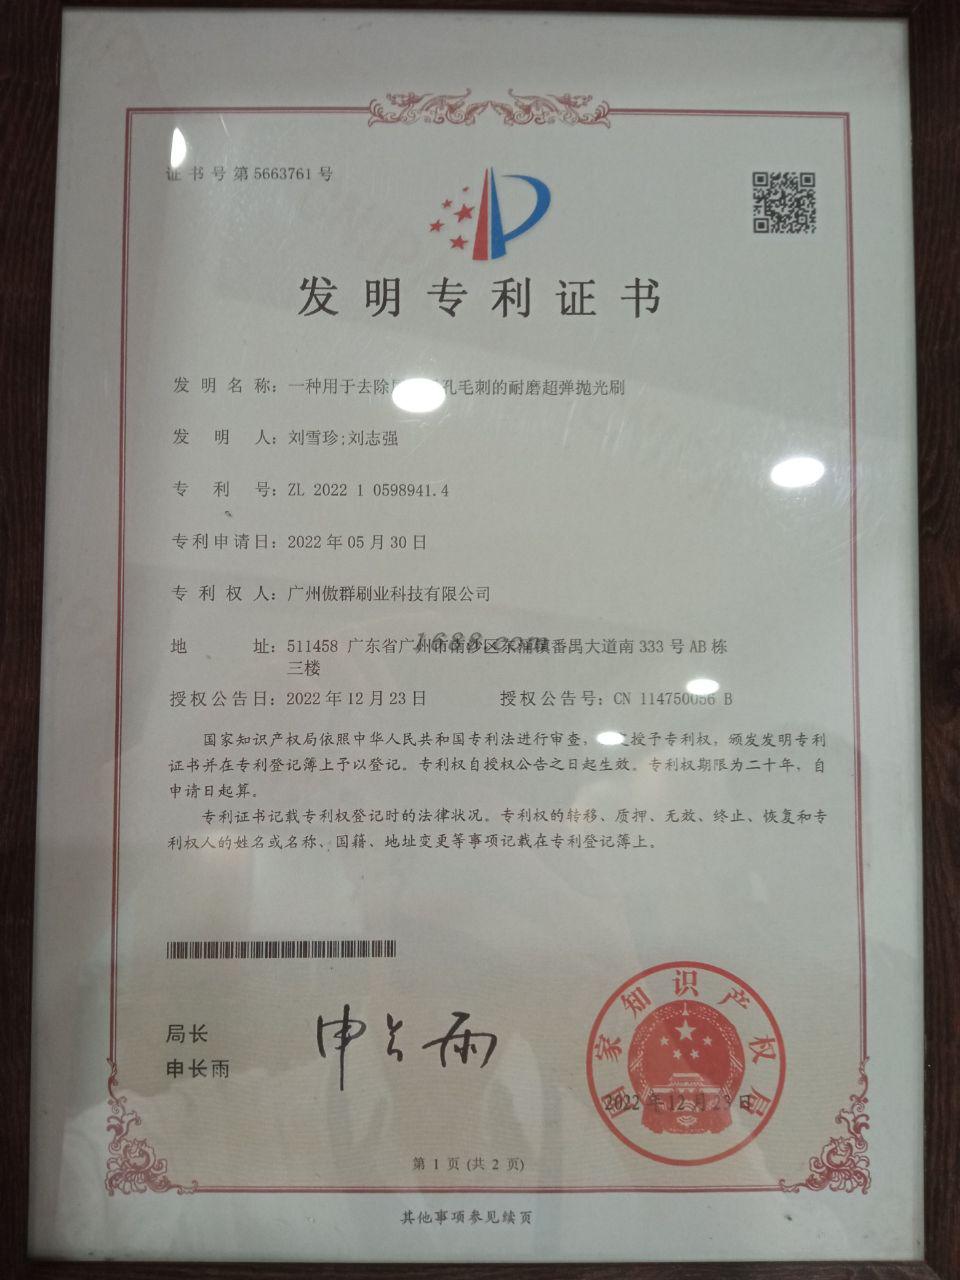 证书号第5663761号
发明专利证书
发明名称：一种用于去除 孔毛刺的耐磨超弹抛光刷
发明人：刘雪珍;刘志强
专利号：ZL 2022 1 0598941.4
专利申请日：2022年05月30日
专利权人：广州傲群刷业科技有限公司
地址：511458 广东省广州市南沙区东涌镇番禺大道南333号AB栋
三楼
1688.com
授权公告日：2022年12月23日 授权公告号：CN 114750056 B
国家知识产权局依照中华人民共和国专利法进行审查， 授予专利权，颁发发明专利
证书并在专利登记簿上予以登记。专利权自授权公告之日起生效。专利权期限为二十年，自
申请日起算。
专利证书记载专利权登记时的法律状况。专利权的转移、质押、无效、终止、恢复和专
利权人的姓名或名称、国籍、地址变更等事项记载在专利登记簿上。
局长
申长雨
申长雨
国家知识产权局
2022年12月23日
第 1 页 (共 2 页)
其他事项参见续页